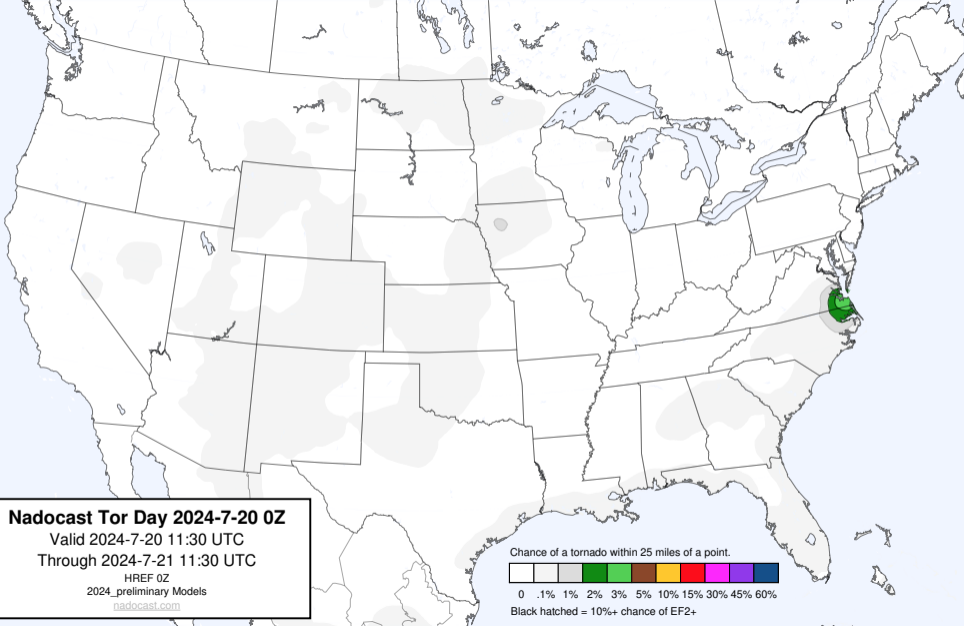 Nadocast Tor Day 2024-7-20 0Z
Valid 2024-7-20 11:30 UTC
Through 2024-7-21 11:30 UTC
HREF 0Z
2024_preliminary Models
nadocast.com
Chance of a tornado within 25 miles of a point.
0 .1% 1% 2% 3% 5% 10% 15% 30% 45% 60%
Black hatched = 10%+ chance of EF2+